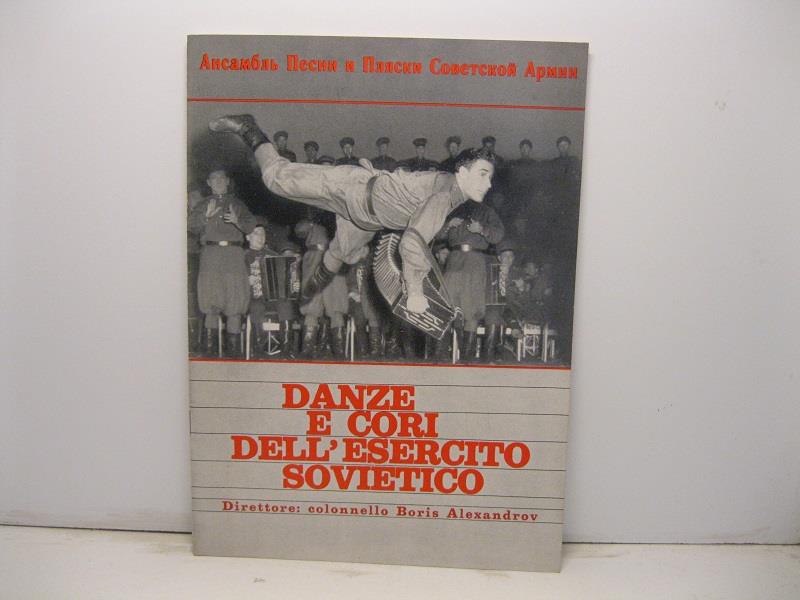 Ансамбль Песни и Пляски Советской Армии
DANZE
E CORI
DELL'ESERCITO
SOVIETICO
Direttore: colonnello Boris Alexandrov